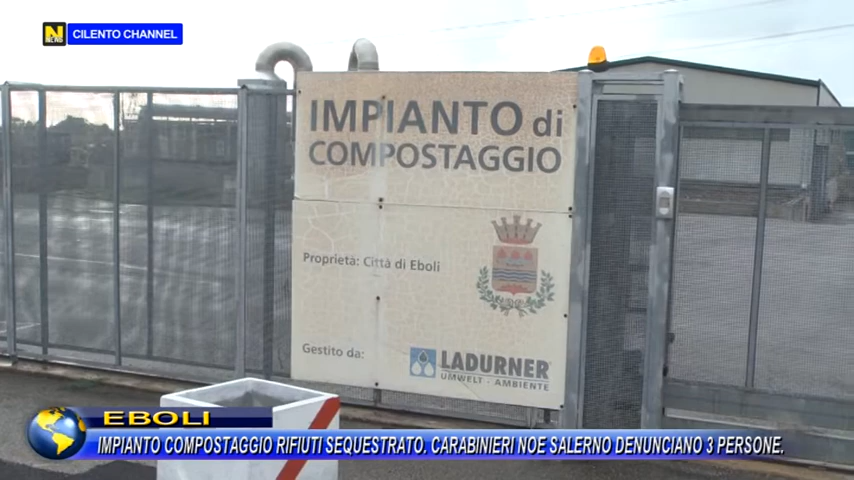 N
CILENTO CHANNEL
IMPIANTO di
COMPOSTAGGIO
Proprietà: Città di Eboli
Gestito da:
LADURNER
UMWELT - AMBIENTE
EBOLI
IMPIANTO COMPOSTAGGIO RIFIUTI SEQUESTRATO. CARABINIERI NOE SALERNO DENUNCIANO 3 PERSONE.